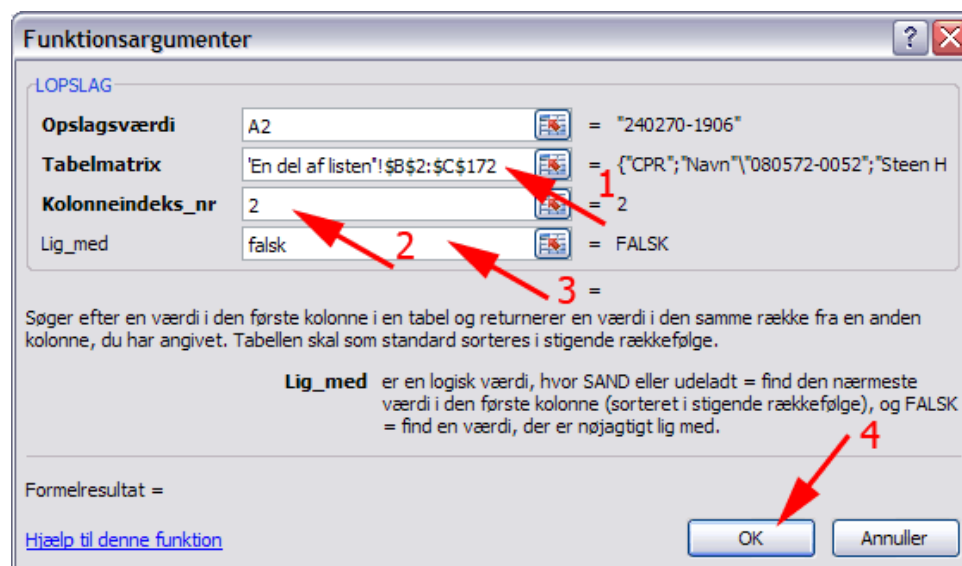 Funktionsargumenter
LOPSLAG
Opslagsværdi A2 = "240270-1906"
Tabelmatrix 'En del af listen"!$B$2:$C$172 = {"CPR";"Navn"\"080572-0052";"Steen H
1
Kolonneindeks_nr 2 = 2
2
Lig_med falsk = FALSK
3
=
Søger efter en værdi i den første kolonne i en tabel og returnerer en værdi i den samme række fra en anden
kolonne, du har angivet. Tabellen skal som standard sorteres i stigende rækkefølge.
Lig_med er en logisk værdi, hvor SAND eller udeladt = find den nærmeste
værdi i den første kolonne (sorteret i stigende rækkefølge), og FALSK
= find en værdi, der er nøjagtigt lig med.
4
Formelresultat =
Hjælp til denne funktion OK Annuller